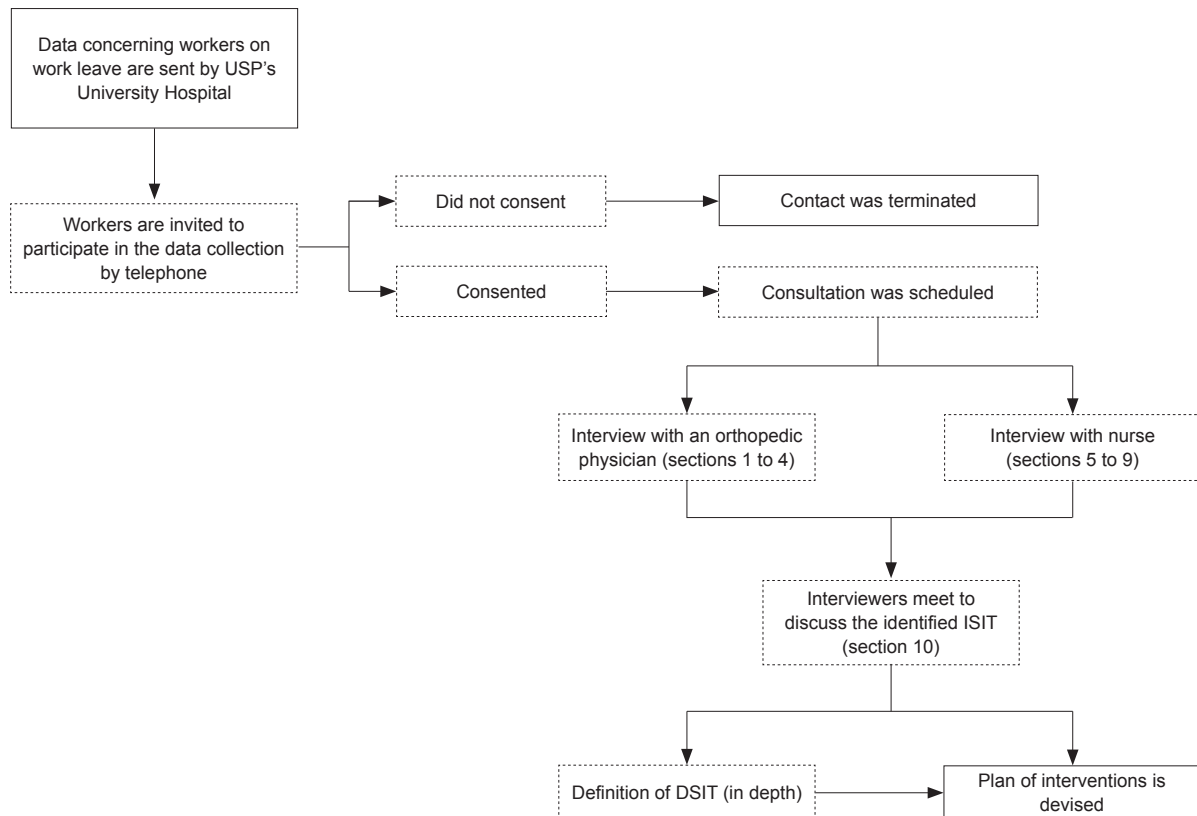 Data concerning workers on
work leave are sent by USP's
University Hospital
Workers are invited to
participate in the data collection
by telephone
Did not consent
Contact was terminated
Consented
Consultation was scheduled
Interview with an orthopedic
physician (sections 1 to 4)
Interview with nurse
(sections 5 to 9)
Interviewers meet to
discuss the identified ISIT
(section 10)
Definition of DSIT (in depth)
Plan of interventions is
devised